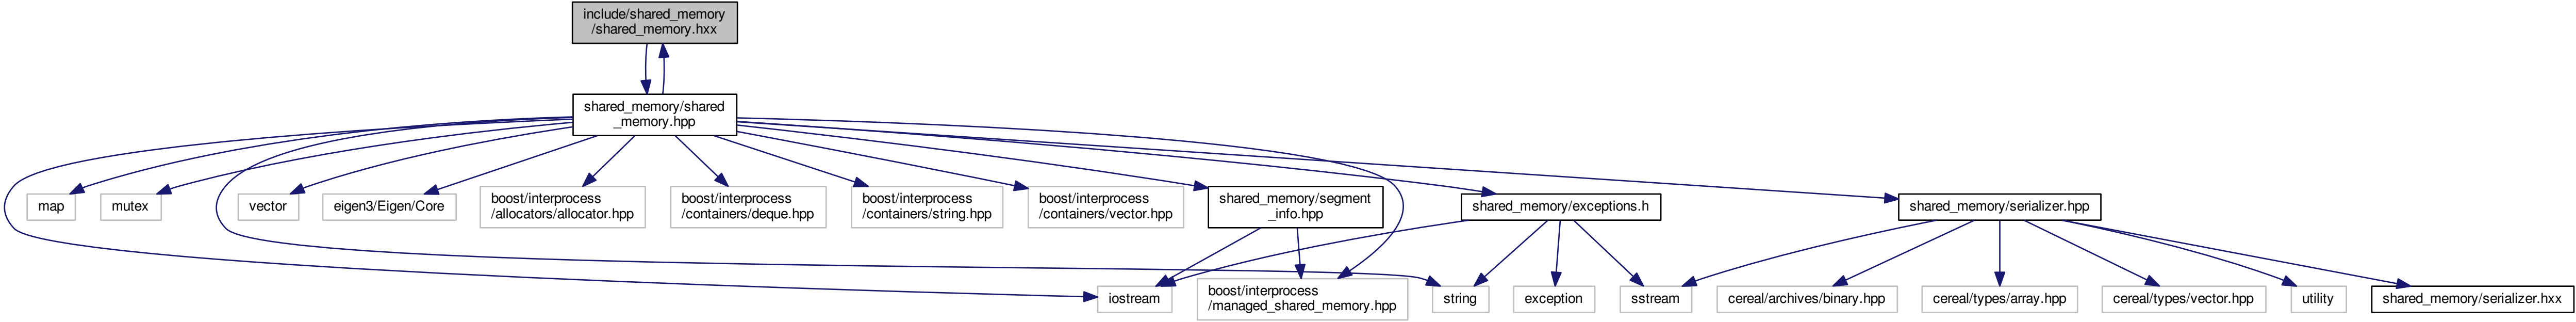 include/shared_memory
/shared_memory.hxx
shared_memory/shared
_memory.hpp
map
mutex
vector
eigen3/Eigen/Core
boost/interprocess
/allocators/allocator.hpp
boost/interprocess
/containers/deque.hpp
boost/interprocess
/containers/string.hpp
boost/interprocess
/containers/vector.hpp
shared_memory/segment
_info.hpp
shared_memory/exceptions.h
shared_memory/serializer.hpp
iostream
boost/interprocess
/managed_shared_memory.hpp
string
exception
sstream
cereal/archives/binary.hpp
cereal/types/array.hpp
cereal/types/vector.hpp
utility
shared_memory/serializer.hxx